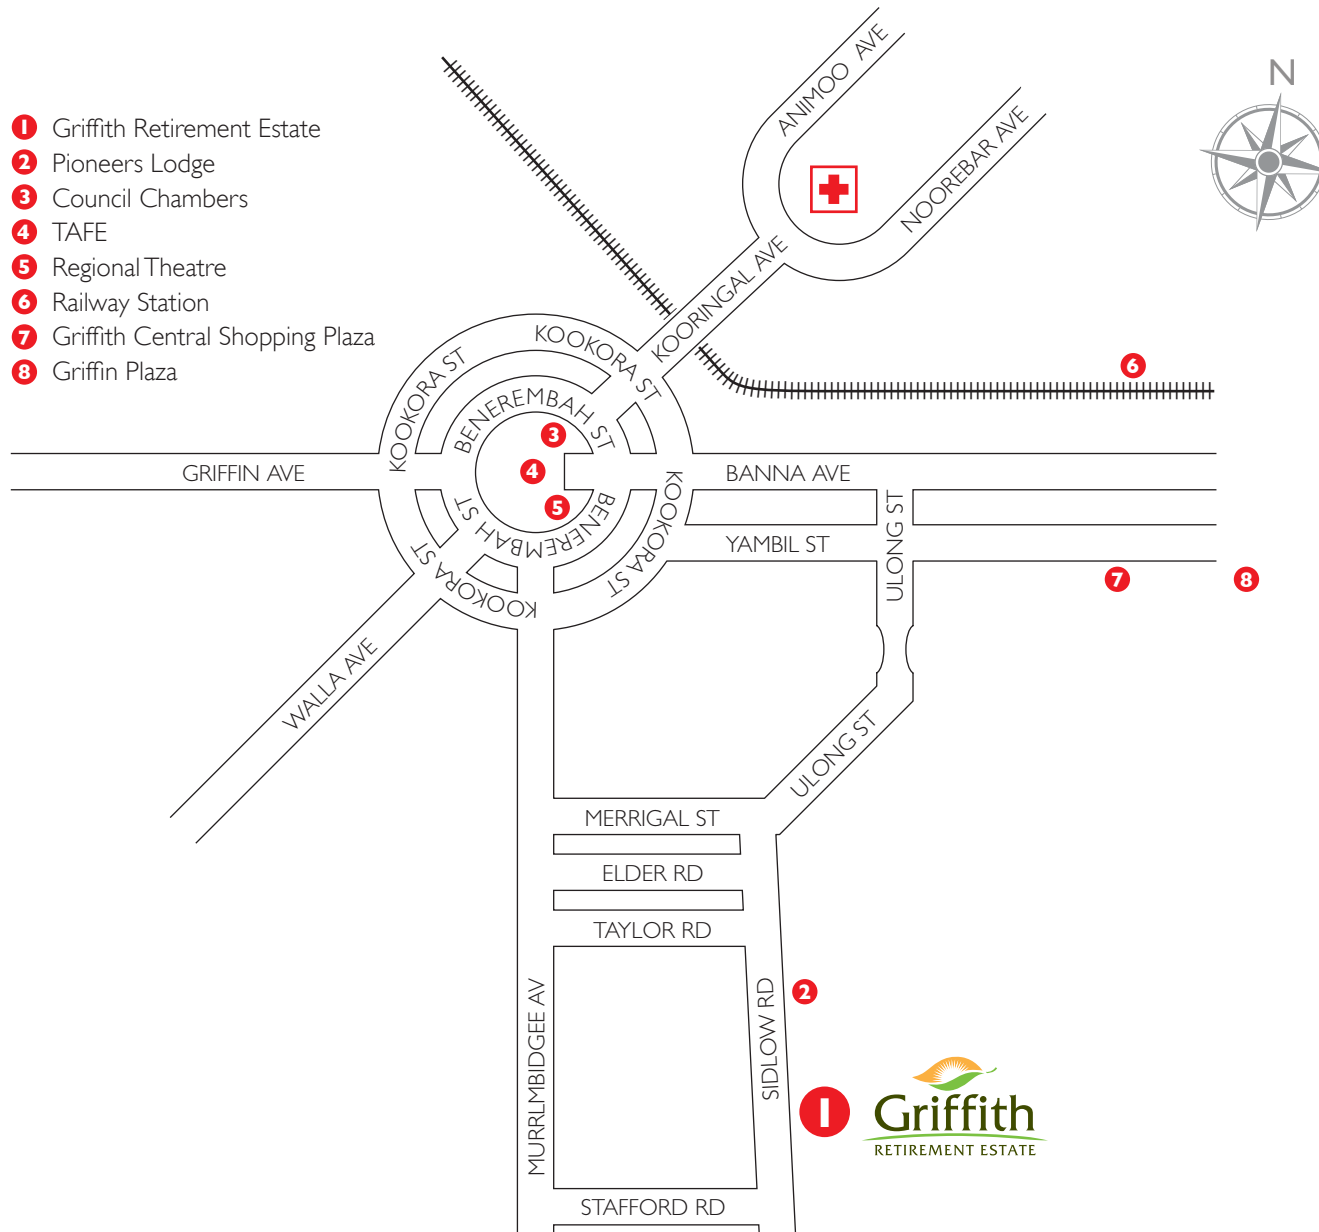 N
1 Griffith Retirement Estate
2 Pioneers Lodge
3 Council Chambers
4 TAFE
5 Regional Theatre
6 Railway Station
7 Griffith Central Shopping Plaza
8 Griffin Plaza
ANIMOO AVE
NOOREBAR AVE
KOORINGAL AVE
KOOKORA ST
KOOKORA ST
6
BENEREMBAH ST
3
GRIFFIN AVE
4
BANNA AVE
5
BENEREMBAH ST
BENEREMBAH ST
KOOKORA ST
KOOKORA ST
ULONG ST
YAMBIL ST
7
8
WALLA AVE
ULONG ST
MERRIGAL ST
ELDER RD
TAYLOR RD
MURRLMBIDGEE AV
SIDLOW RD
2
1
Griffith
RETIREMENT ESTATE
STAFFORD RD